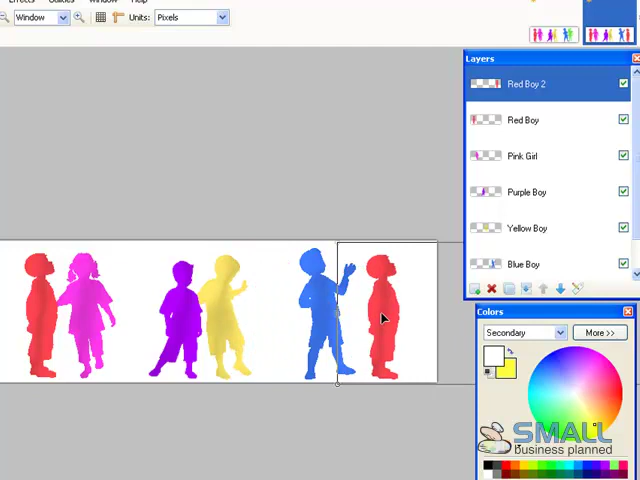 Effects Window Help
Window Units: Pixels
Layers
Red Boy 2
Red Boy
Pink Girl
Purple Boy
Yellow Boy
Blue Boy
Colors
Secondary More >>
SMALL
business planned